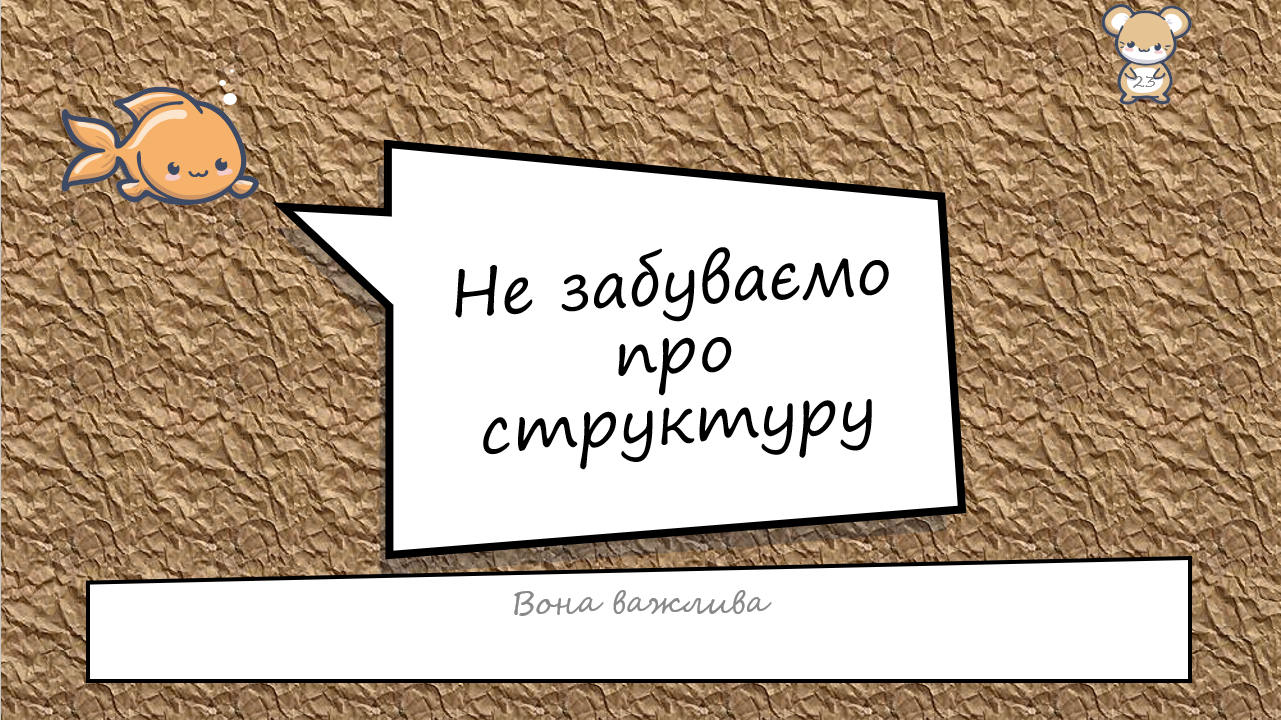 23
Не забуваємо
про
структуру
Вона важлива